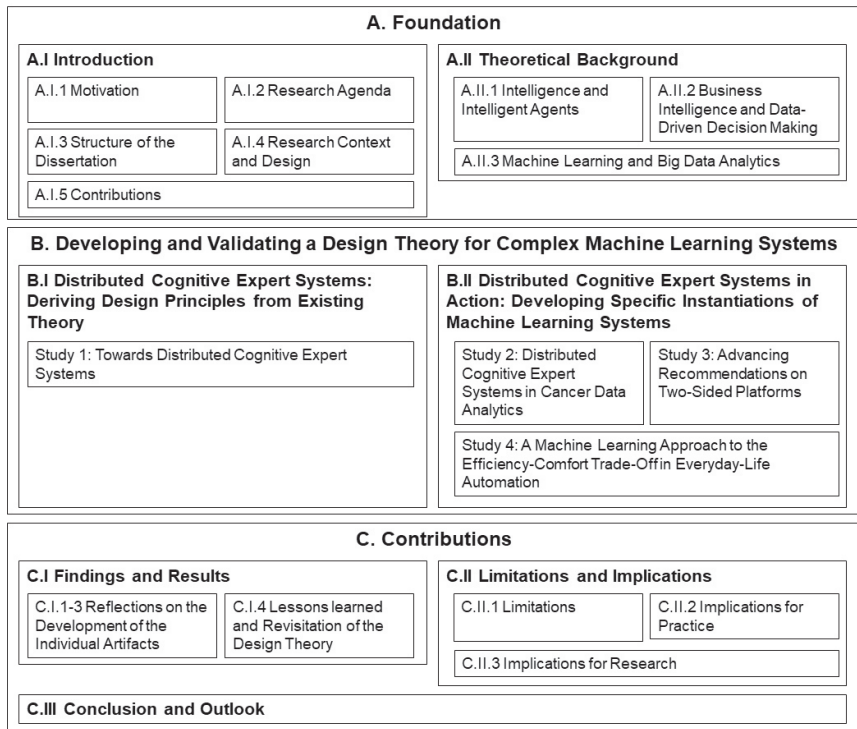 A. Foundation
A.I Introduction
A.I.1 Motivation
A.I.2 Research Agenda
A.I.3 Structure of the
Dissertation
A.I.4 Research Context
and Design
A.I.5 Contributions
A.II Theoretical Background
A.II.1 Intelligence and
Intelligent Agents
A.II.2 Business
Intelligence and Data-
Driven Decision Making
A.II.3 Machine Learning and Big Data Analytics
B. Developing and Validating a Design Theory for Complex Machine Learning Systems
B.I Distributed Cognitive Expert Systems:
Deriving Design Principles from Existing
Theory
Study 1: Towards Distributed Cognitive Expert
Systems
B.II Distributed Cognitive Expert Systems in
Action: Developing Specific Instantiations of
Machine Learning Systems
Study 2: Distributed
Cognitive Expert
Systems in Cancer Data
Analytics
Study 3: Advancing
Recommendations on
Two-Sided Platforms
Study 4: A Machine Learning Approach to the
Efficiency-Comfort Trade-Off in Everyday-Life
Automation
C. Contributions
C.I Findings and Results
C.I.1-3 Reflections on the
Development of the
Individual Artifacts
C.I.4 Lessons learned
and Revisitation of the
Design Theory
C.II Limitations and Implications
C.II.1 Limitations
C.II.2 Implications for
Practice
C.II.3 Implications for Research
C.III Conclusion and Outlook